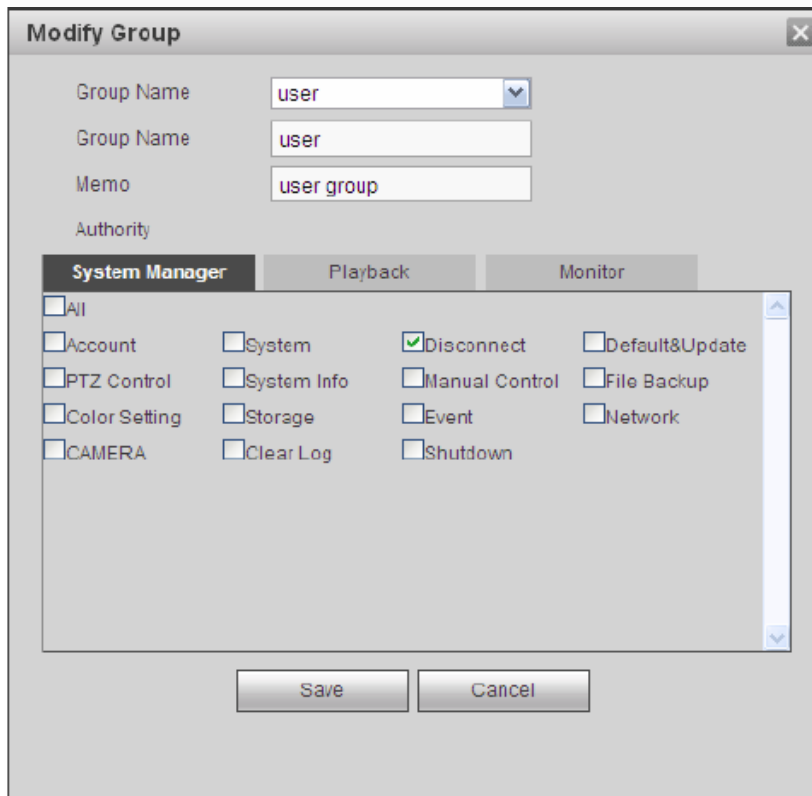 Modify Group
Group Name user
Group Name user
Memo user group
Authority
System Manager Playback Monitor
All
Account System Disconnect Default&Update
PTZ Control System Info Manual Control File Backup
Color Setting Storage Event Network
CAMERA Clear Log Shutdown
Save Cancel